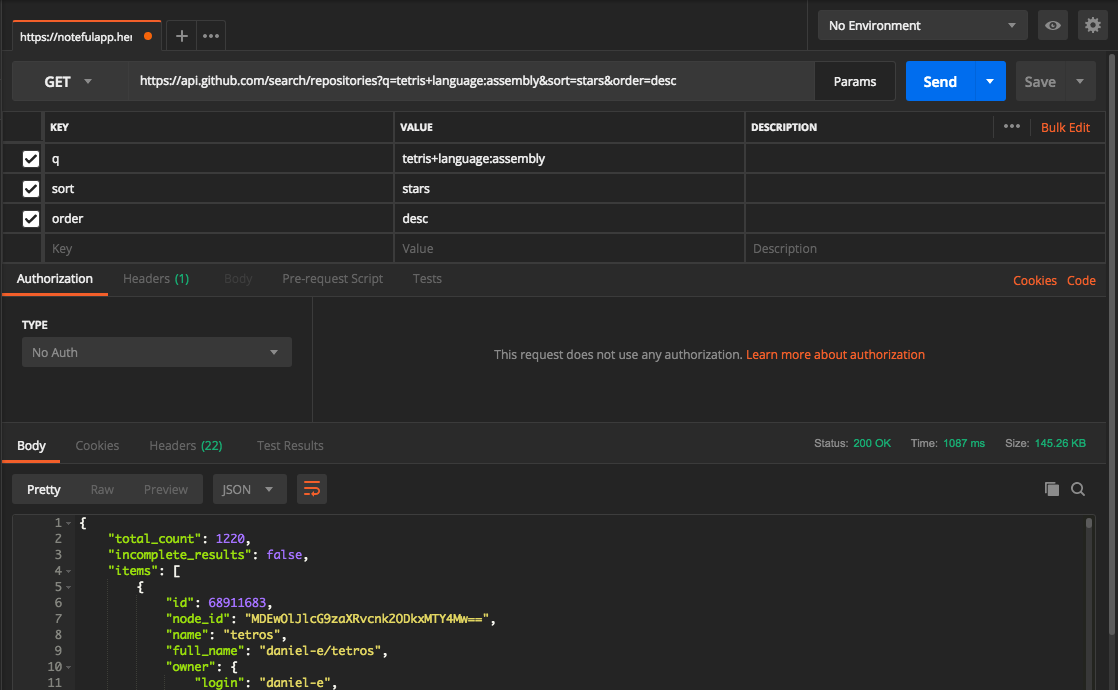 https://notefulapp.her
No Environment
GET https://api.github.com/search/repositories?q=tetris+language:assembly&sort=stars&order=desc Params Send Save
KEY VALUE DESCRIPTION Bulk Edit
q tetris+language:assembly
sort stars
order desc
Key Value Description
Authorization Headers (1) Body Pre-request Script Tests Cookies Code
TYPE
No Auth
This request does not use any authorization. Learn more about authorization
Body Cookies Headers (22) Test Results Status: 200 OK Time: 1087 ms Size: 145.26 KB
Pretty Raw Preview JSON
1 {
2 "total_count": 1220,
3 "incomplete_results": false,
4 "items": [
5 {
6 "id": 68911683,
7 "node_id": "MDEwOlJlcG9zaXRvcnk2ODkxMTY4Mw==",
8 "name": "tetros",
9 "full_name": "daniel-e/tetros",
10 "owner": {
11 "login": "daniel-e",